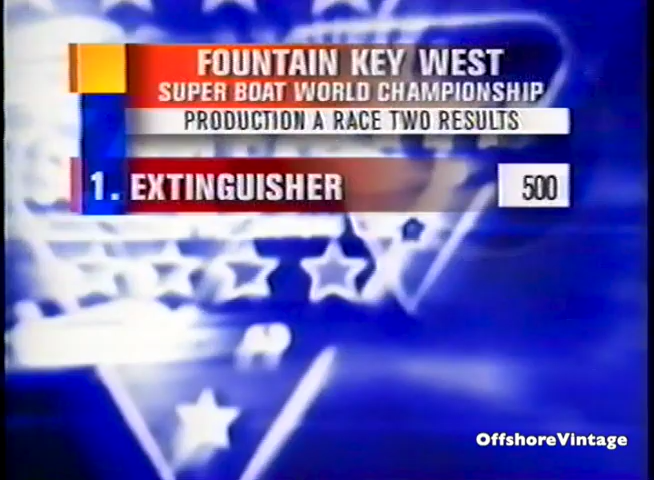 FOUNTAIN KEY WEST
SUPER BOAT WORLD CHAMPIONSHIP
PRODUCTION A RACE TWO RESULTS
1. EXTINGUISHER 500
OffshoreVintage